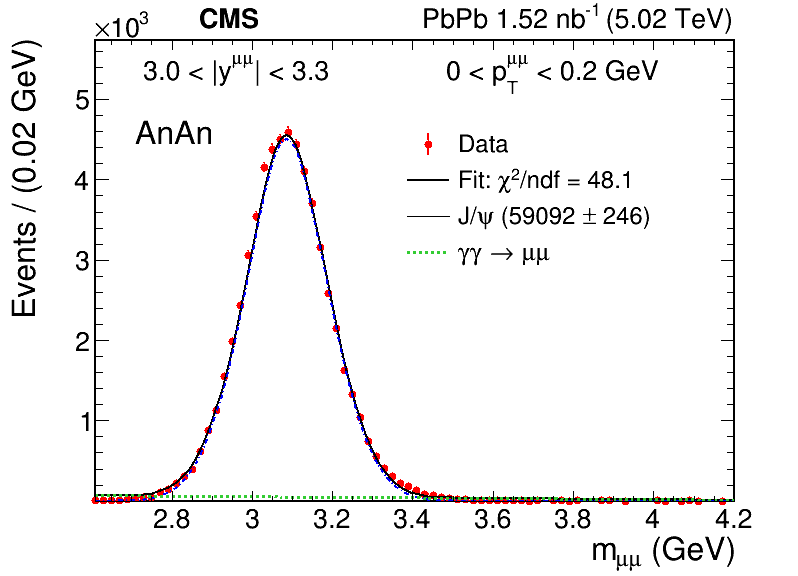 ×10³ CMS PbPb 1.52 nb⁻¹ (5.02 TeV)
3.0 < |y^μμ| < 3.3 0 < p_T^μμ < 0.2 GeV
AnAn
Data
Fit: χ²/ndf = 48.1
J/ψ (59092 ± 246)
γγ → μμ
Events / (0.02 GeV)
5
4
3
2
1
2.8 3 3.2 3.4 3.6 3.8 4 4.2
m_μμ (GeV)